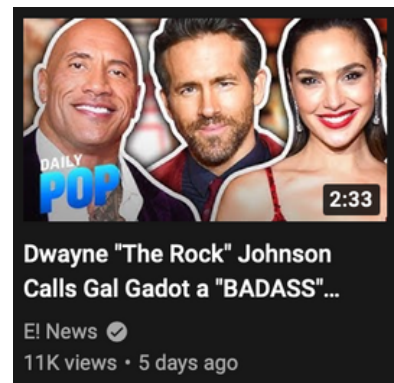 DAILY
POP
2:33
Dwayne "The Rock" Johnson
Calls Gal Gadot a "BADASS"...
E! News
11K views • 5 days ago